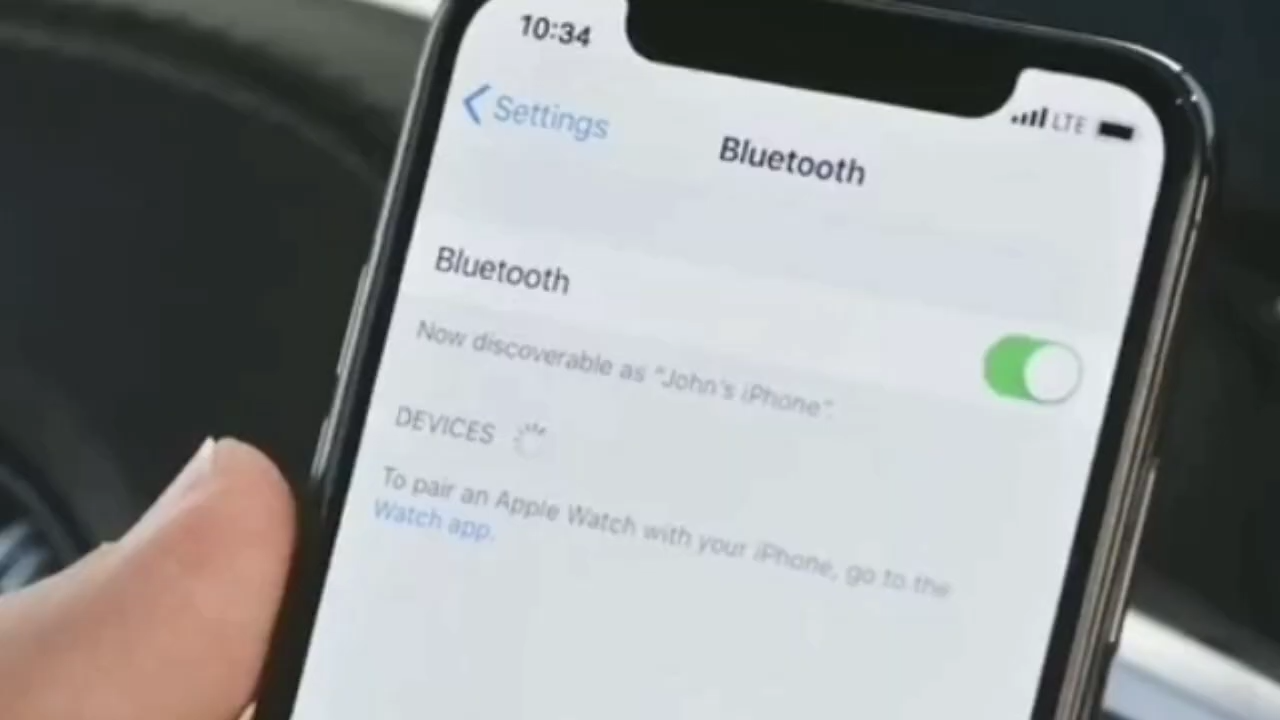 10:34
LTE
Settings
Bluetooth
Bluetooth
Now discoverable as “John's iPhone”.
DEVICES
To pair an Apple Watch with your iPhone, go to the
Watch app.